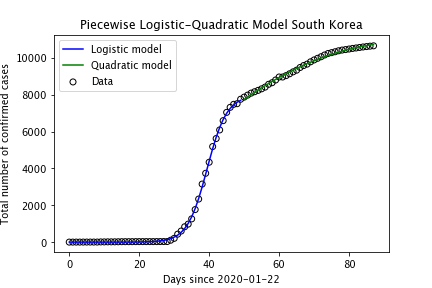 Piecewise Logistic-Quadratic Model South Korea
Logistic model
Quadratic model
Data
Total number of confirmed cases
10000
8000
6000
4000
2000
0
0 20 40 60 80
Days since 2020-01-22